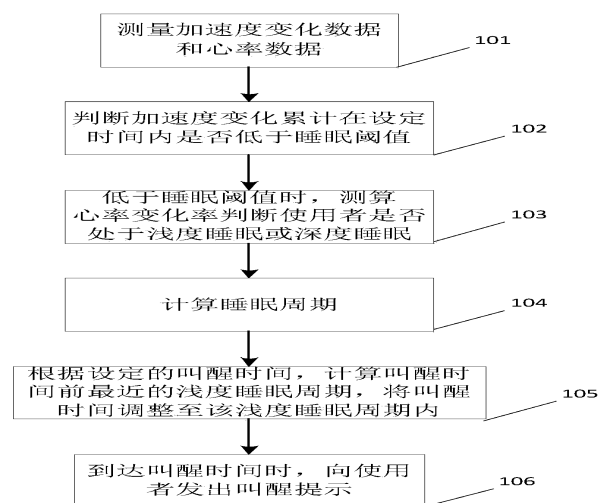 测量加速度变化数据
和心率数据
101
判断加速度变化累计在设定
时间内是否低于睡眠阈值
102
低于睡眠阈值时，测算
心率变化率判断使用者是否
处于浅度睡眠或深度睡眠
103
计算睡眠周期
104
根据设定的叫醒时间，计算叫醒时
间前最近的浅度睡眠周期，将叫醒
时间调整至该浅度睡眠周期内
105
到达叫醒时间时，向使用
者发出叫醒提示
106